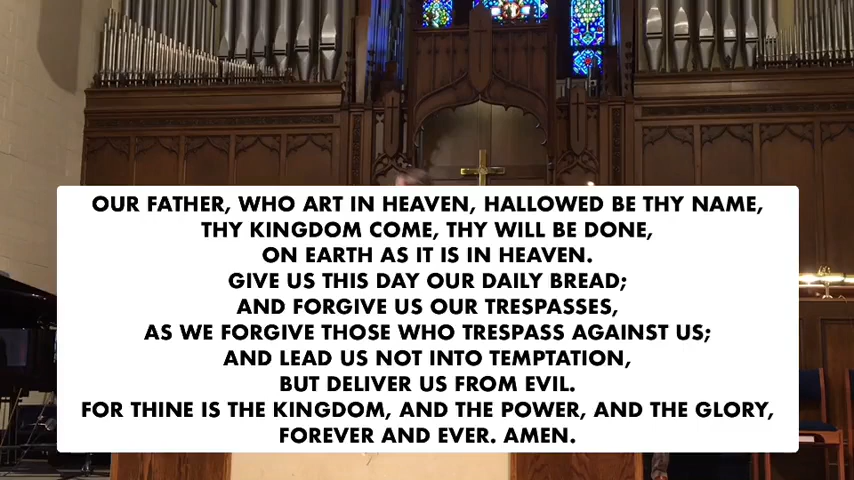 OUR FATHER, WHO ART IN HEAVEN, HALLOWED BE THY NAME,
THY KINGDOM COME, THY WILL BE DONE,
ON EARTH AS IT IS IN HEAVEN.
GIVE US THIS DAY OUR DAILY BREAD;
AND FORGIVE US OUR TRESPASSES,
AS WE FORGIVE THOSE WHO TRESPASS AGAINST US;
AND LEAD US NOT INTO TEMPTATION,
BUT DELIVER US FROM EVIL.
FOR THINE IS THE KINGDOM, AND THE POWER, AND THE GLORY,
FOREVER AND EVER. AMEN.